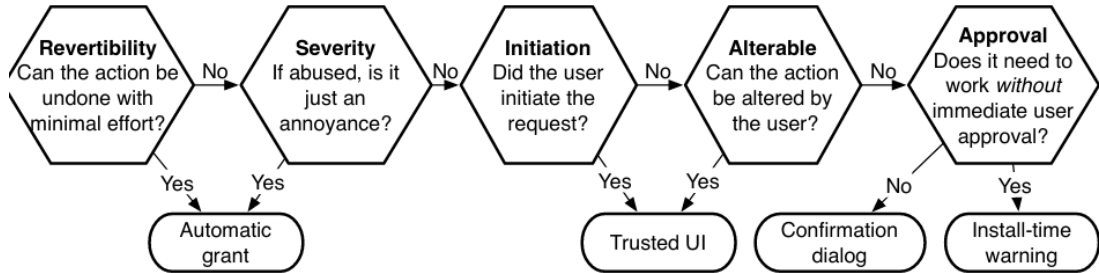 Revertibility
Can the action be
undone with
minimal effort?
No
Severity
If abused, is it
just an
annoyance?
No
Initiation
Did the user
initiate the
request?
No
Alterable
Can the action
be altered by
the user?
No
Approval
Does it need to
work without
immediate user
approval?
Yes
Yes
Yes
Yes
No
Yes
Automatic
grant
Trusted UI
Confirmation
dialog
Install-time
warning